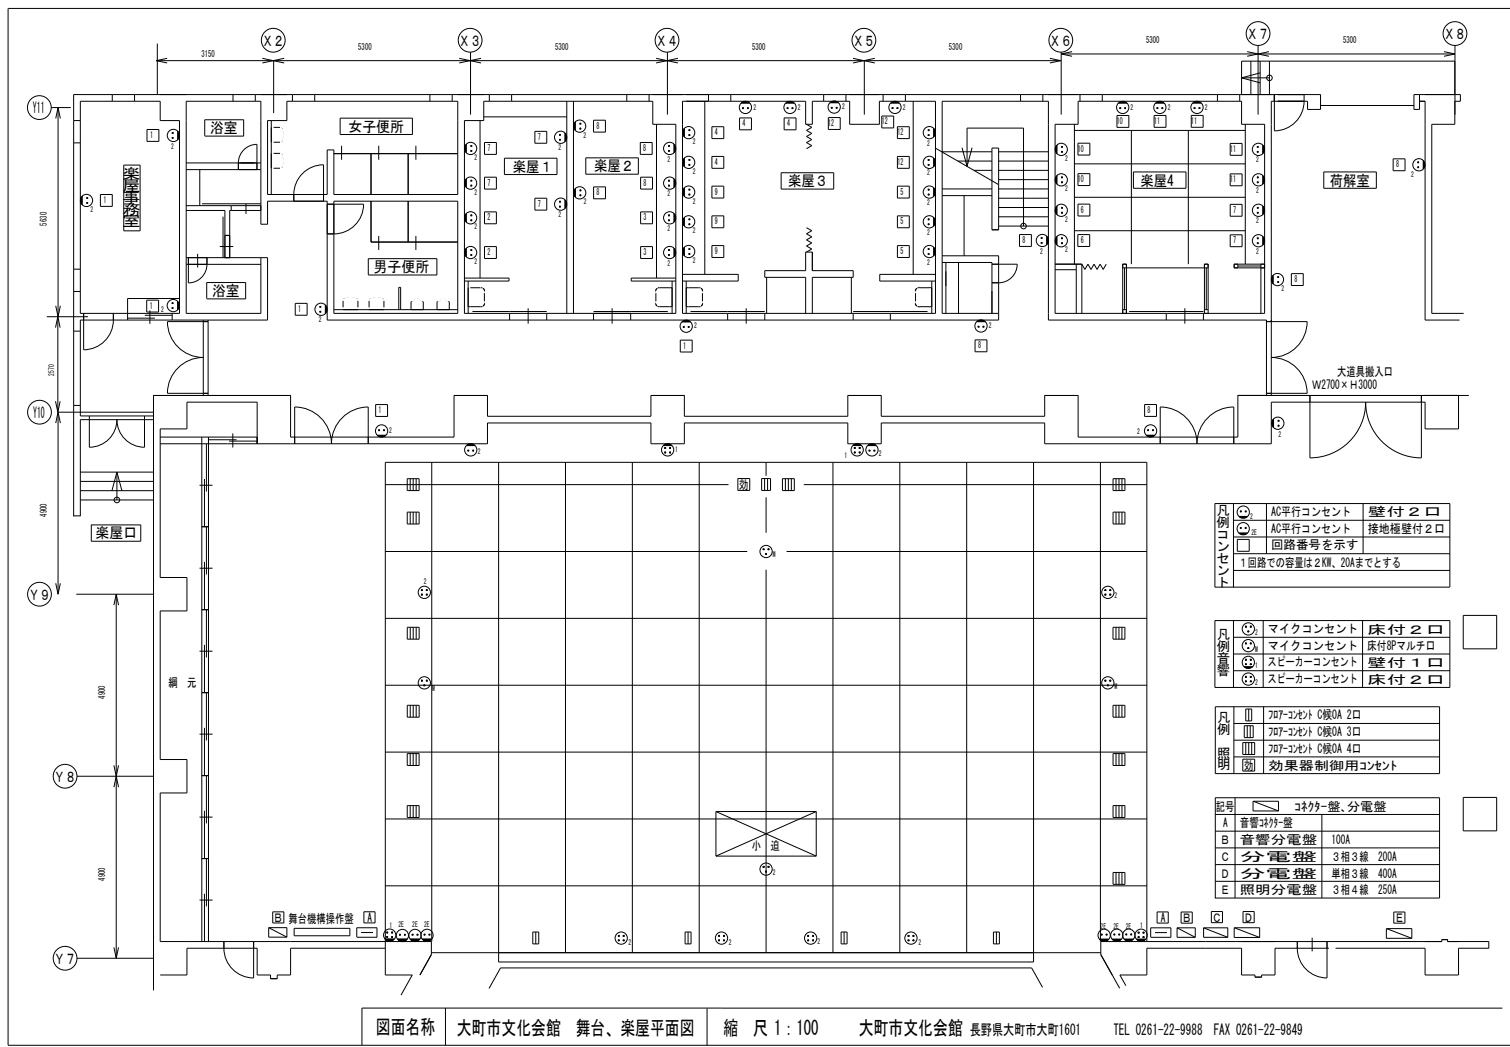 X2
X3
X4
X5
X6
X7
X8
3150
5300
5300
5300
5300
5300
5300
Y11
Y10
Y9
Y8
Y7
5600
2570
4900
4900
4900
浴室
女子便所
楽屋事務室
楽屋1
楽屋2
楽屋3
楽屋4
荷解室
男子便所
浴室
大道具搬入口
W2700×H3000
楽屋口
綱 元
効
小 迫
B 舞台機構操作盤 A
A B C D E
凡例コンセント
2 AC平行コンセント 壁付2口
2E AC平行コンセント 接地極壁付2口
回路番号を示す
1回路での容量は2KW、20Aまでとする
凡例音響
2 マイクコンセント 床付2口
M マイクコンセント 床付8Pマルチ口
1 スピーカーコンセント 壁付1口
2 スピーカーコンセント 床付2口
凡例 照明
フロアーコンセント C候OA 2口
フロアーコンセント C候OA 3口
フロアーコンセント C候OA 4口
効 効果器制御用コンセント
記号 コネクター盤、分電盤
A 音響コネクター盤
B 音響分電盤 100A
C 分電盤 3相3線 200A
D 分電盤 単相3線 400A
E 照明分電盤 3相4線 250A
図面名称 大町市文化会館 舞台、楽屋平面図 縮 尺 1:100 大町市文化会館 長野県大町市大町1601 TEL 0261-22-9988 FAX 0261-22-9849